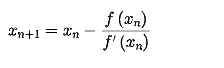 x_{n+1} = x_n - \frac{f(x_n)}{f'(x_n)}